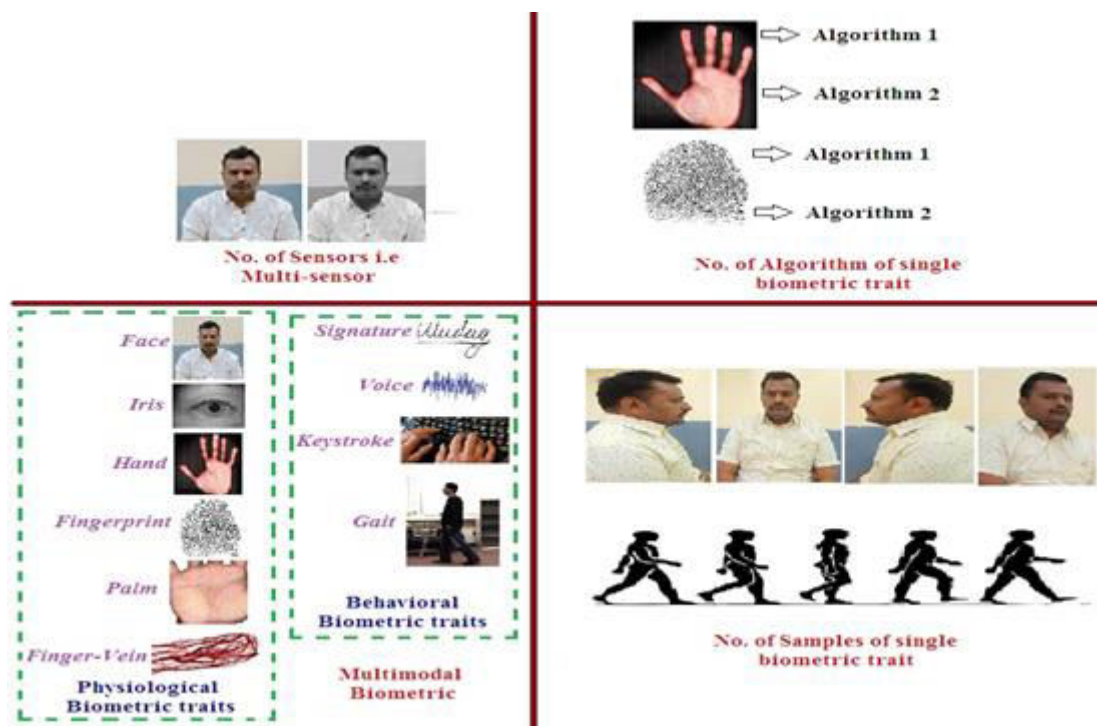 No. of Sensors i.e
Multi-sensor
Algorithm 1
Algorithm 2
Algorithm 1
Algorithm 2
No. of Algorithm of single
biometric trait
Face
Iris
Hand
Fingerprint
Palm
Finger-Vein
Physiological
Biometric traits
Signature
Voice
Keystroke
Gait
Behavioral
Biometric traits
Multimodal
Biometric
No. of Samples of single
biometric trait